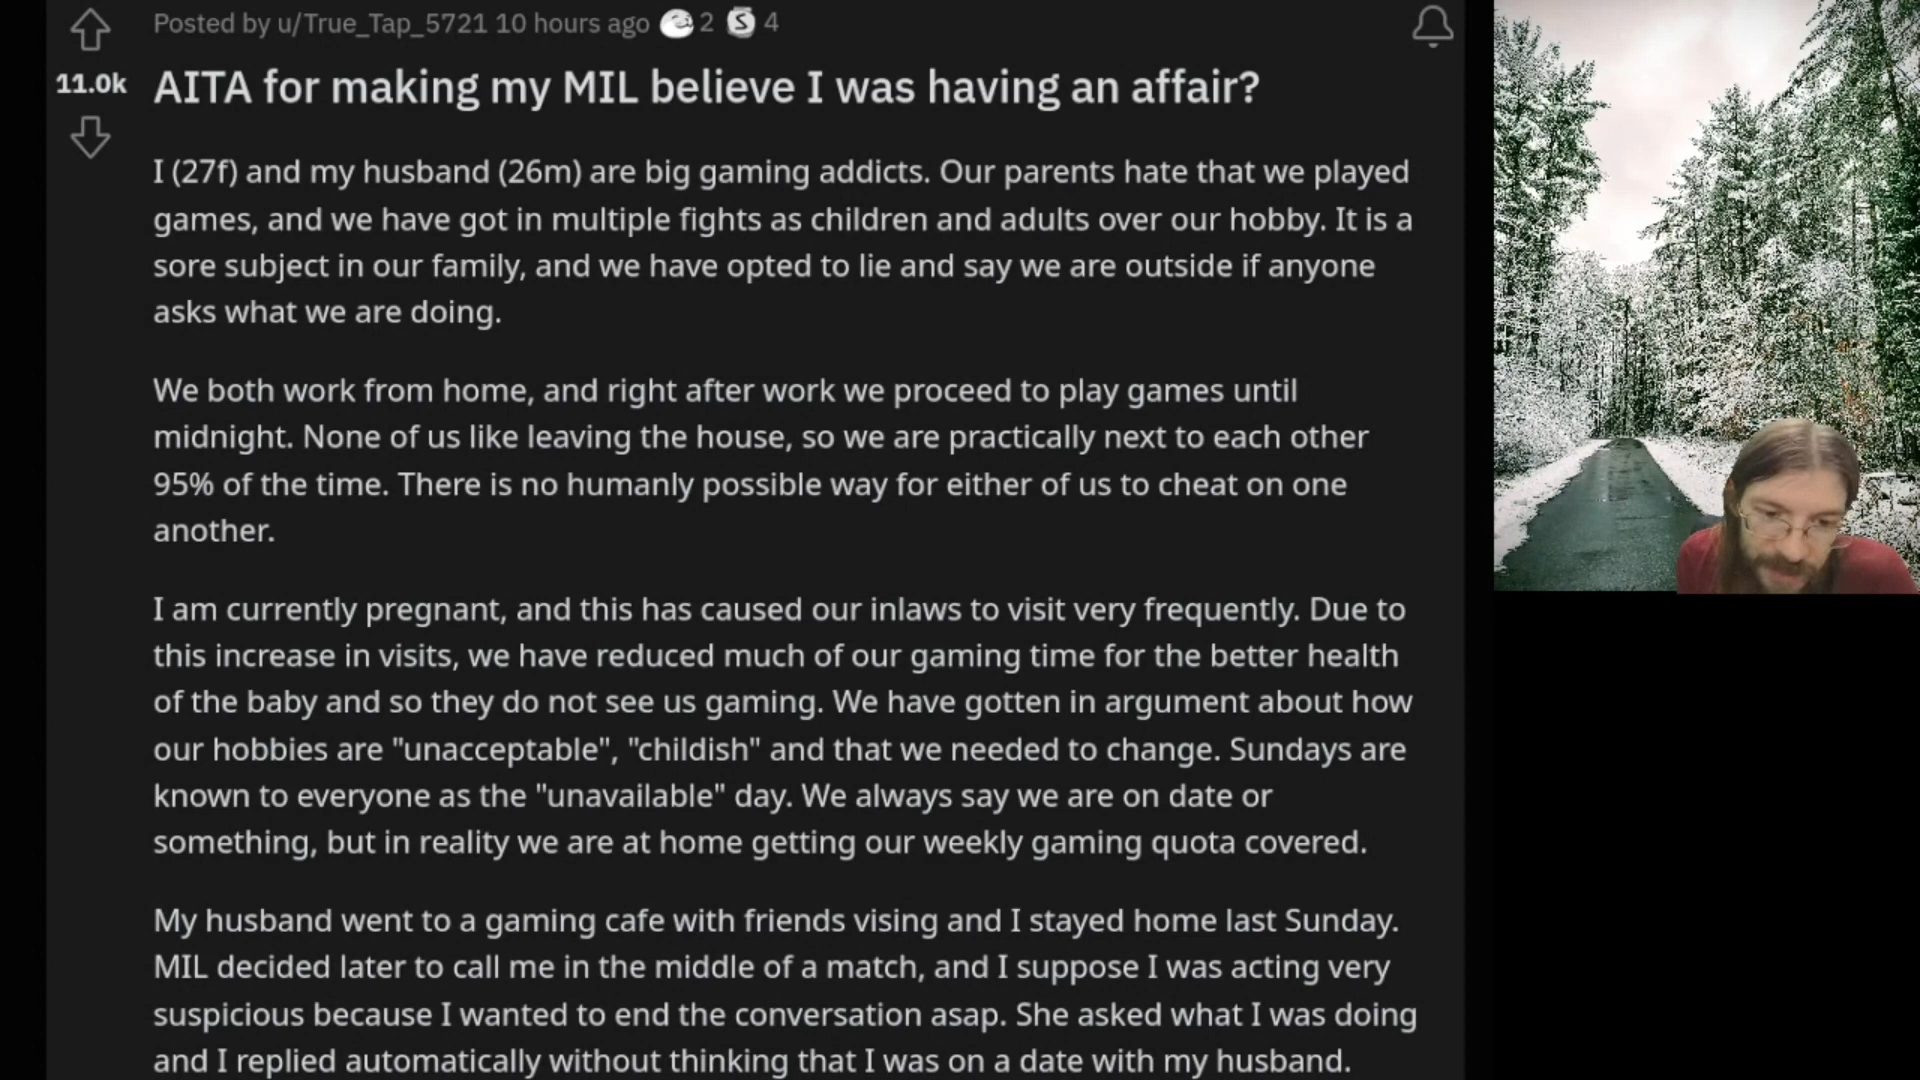 Posted by u/True_Tap_5721 10 hours ago 2 S 4
11.0k
AITA for making my MIL believe I was having an affair?
I (27f) and my husband (26m) are big gaming addicts. Our parents hate that we played
games, and we have got in multiple fights as children and adults over our hobby. It is a
sore subject in our family, and we have opted to lie and say we are outside if anyone
asks what we are doing.
We both work from home, and right after work we proceed to play games until
midnight. None of us like leaving the house, so we are practically next to each other
95% of the time. There is no humanly possible way for either of us to cheat on one
another.
I am currently pregnant, and this has caused our inlaws to visit very frequently. Due to
this increase in visits, we have reduced much of our gaming time for the better health
of the baby and so they do not see us gaming. We have gotten in argument about how
our hobbies are "unacceptable", "childish" and that we needed to change. Sundays are
known to everyone as the "unavailable" day. We always say we are on date or
something, but in reality we are at home getting our weekly gaming quota covered.
My husband went to a gaming cafe with friends vising and I stayed home last Sunday.
MIL decided later to call me in the middle of a match, and I suppose I was acting very
suspicious because I wanted to end the conversation asap. She asked what I was doing
and I replied automatically without thinking that I was on a date with my husband.